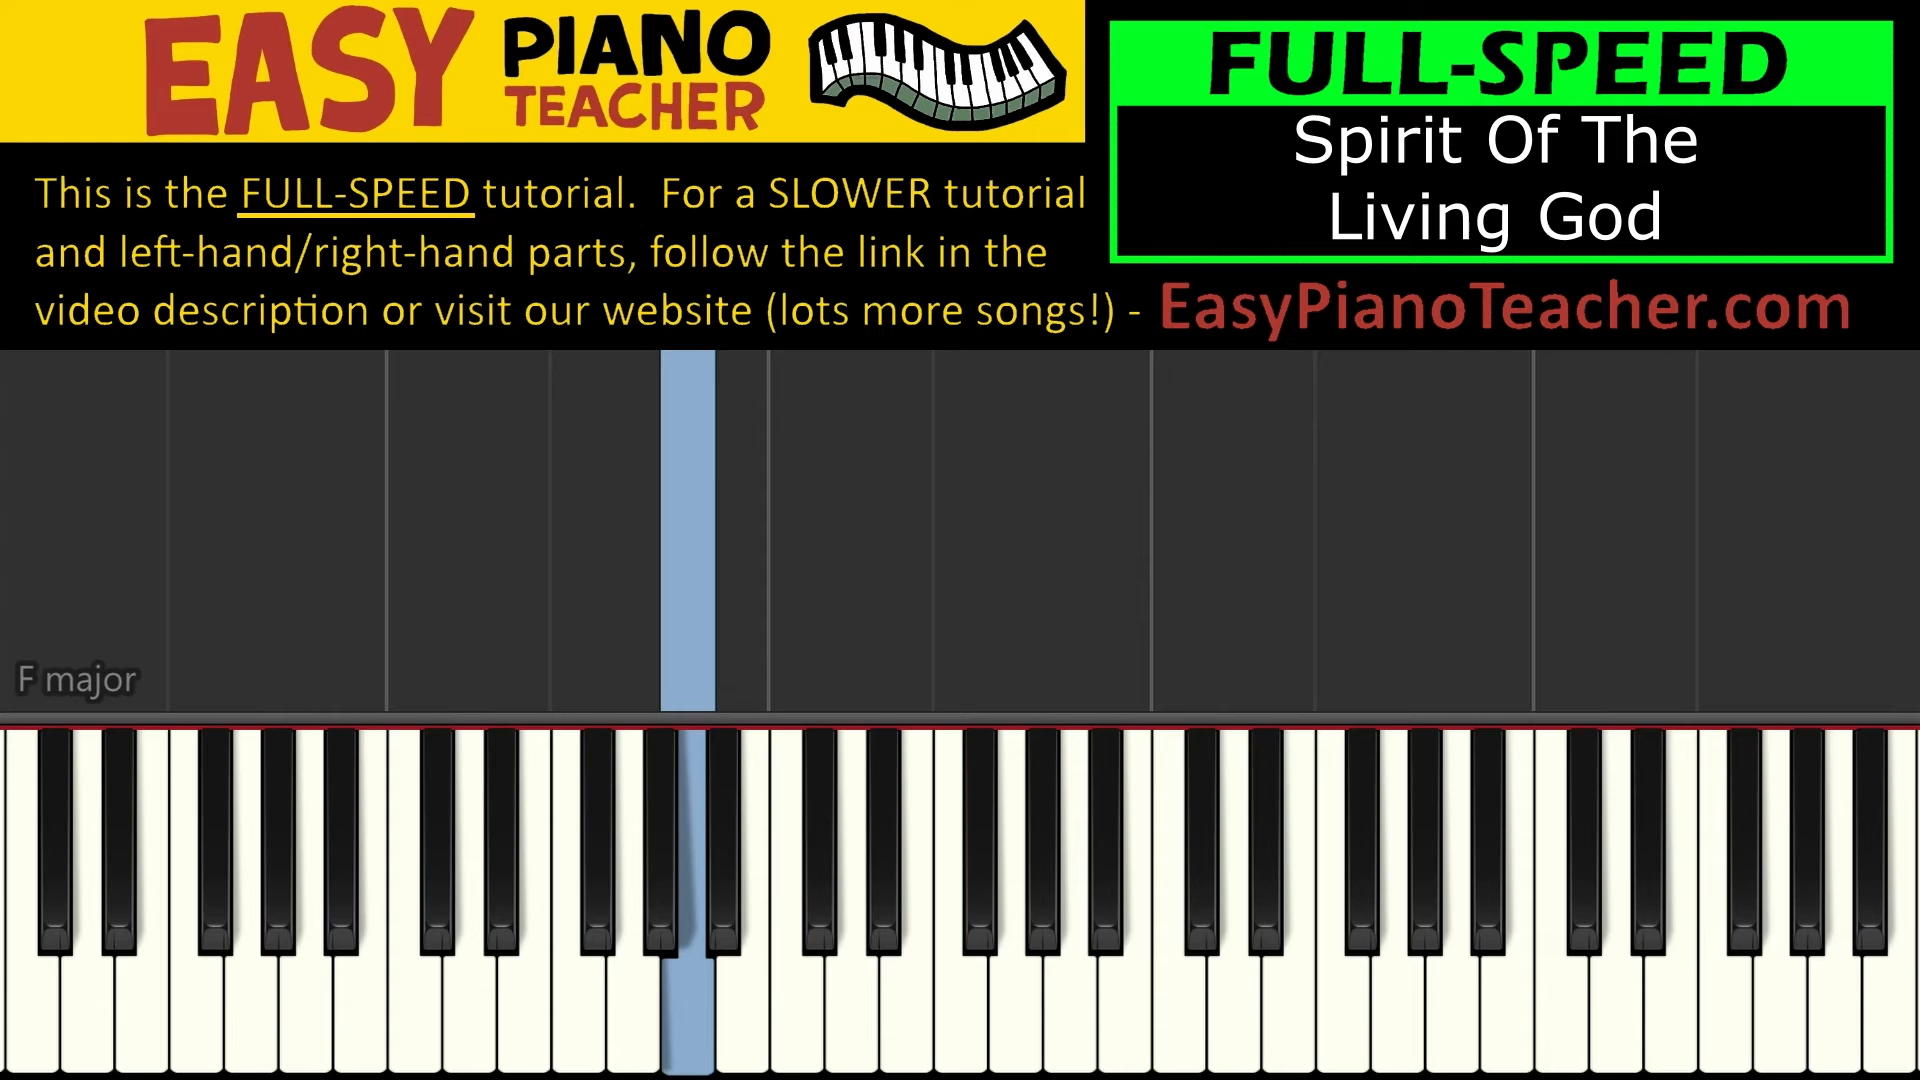 EASY PIANO TEACHER
FULL-SPEED
Spirit Of The
Living God
This is the FULL-SPEED tutorial. For a SLOWER tutorial
and left-hand/right-hand parts, follow the link in the
video description or visit our website (lots more songs!) - EasyPianoTeacher.com
F major